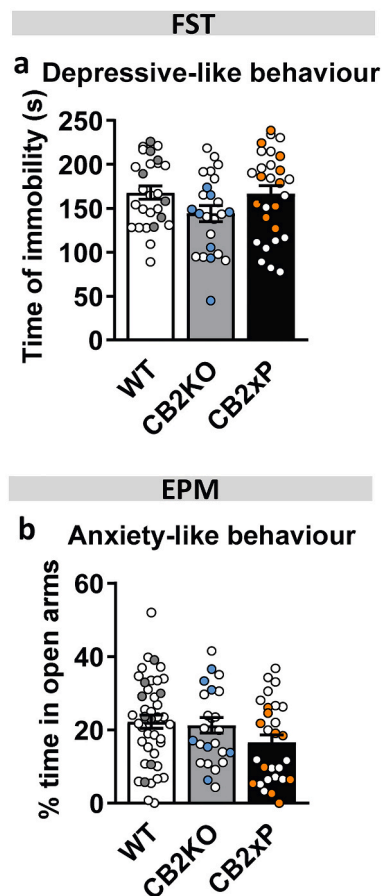 FST
a Depressive-like behaviour
Time of immobility (s)
250
200
150
100
50
0
WT
CB2KO
CB2xP
EPM
b Anxiety-like behaviour
% time in open arms
60
40
20
0
WT
CB2KO
CB2xP